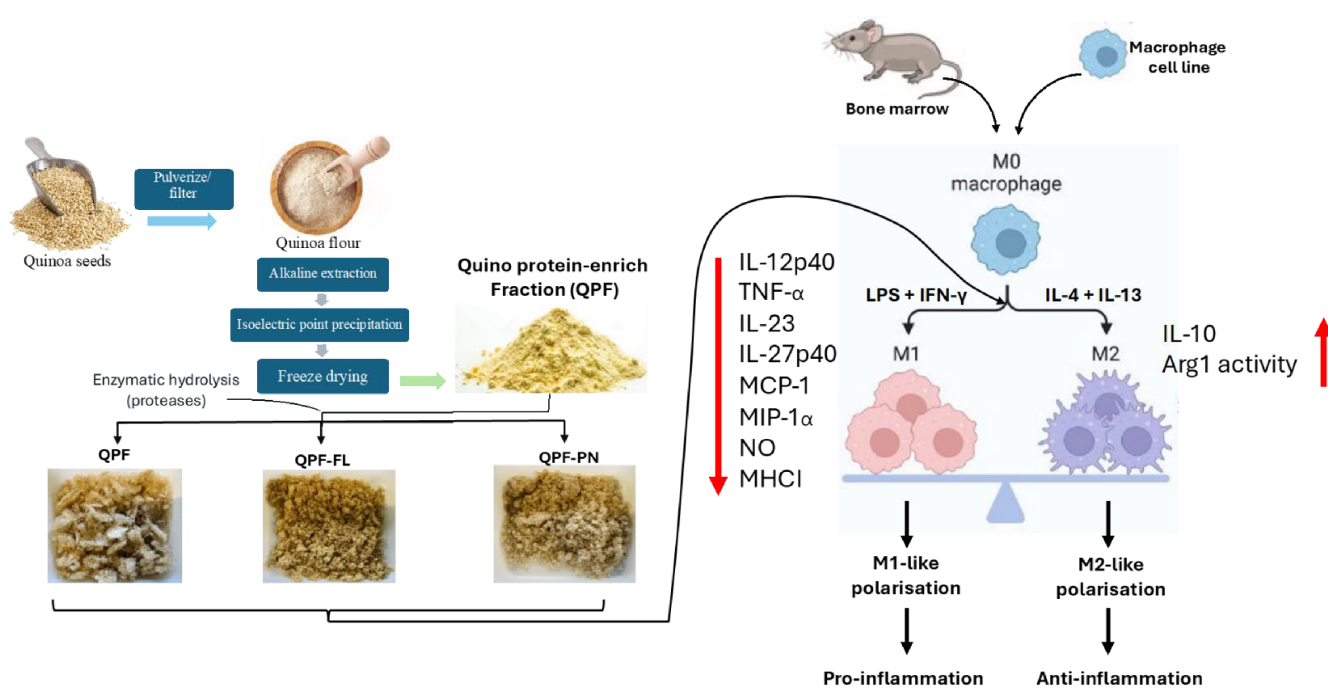 Pulverize/
filter
Quinoa seeds
Quinoa flour
Alkaline extraction
Isoelectric point precipitation
Freeze drying
Quino protein-enrich
Fraction (QPF)
Enzymatic hydrolysis
(proteases)
QPF
QPF-FL
QPF-PN
Bone marrow
Macrophage
cell line
M0
macrophage
LPS + IFN-γ
IL-4 + IL-13
M1
M2
IL-12p40
TNF-α
IL-23
IL-27p40
MCP-1
MIP-1α
NO
MHCI
IL-10
Arg1 activity
M1-like
polarisation
M2-like
polarisation
Pro-inflammation
Anti-inflammation